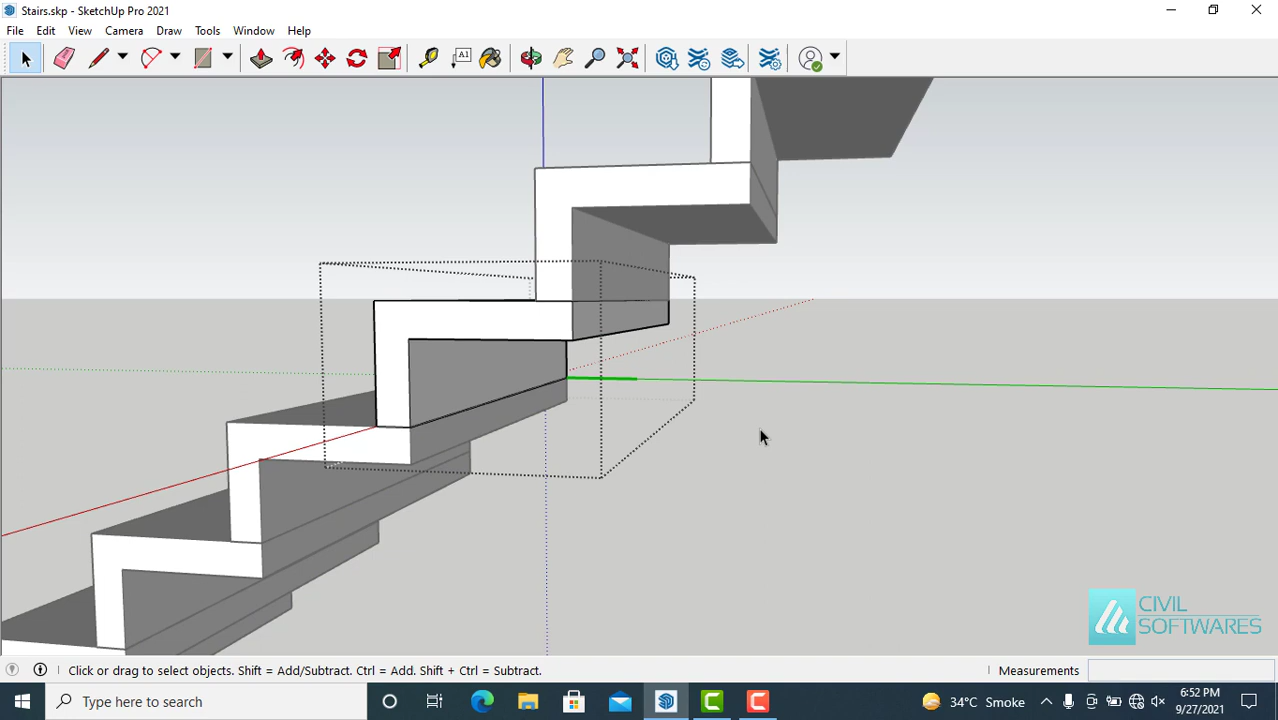 Stairs.skp - SketchUp Pro 2021
File Edit View Camera Draw Tools Window Help
A1
CIVIL
SOFTWARES
Click or drag to select objects. Shift = Add/Subtract. Ctrl = Add. Shift + Ctrl = Subtract.
Measurements
Type here to search
34°C Smoke
6:52 PM
9/27/2021